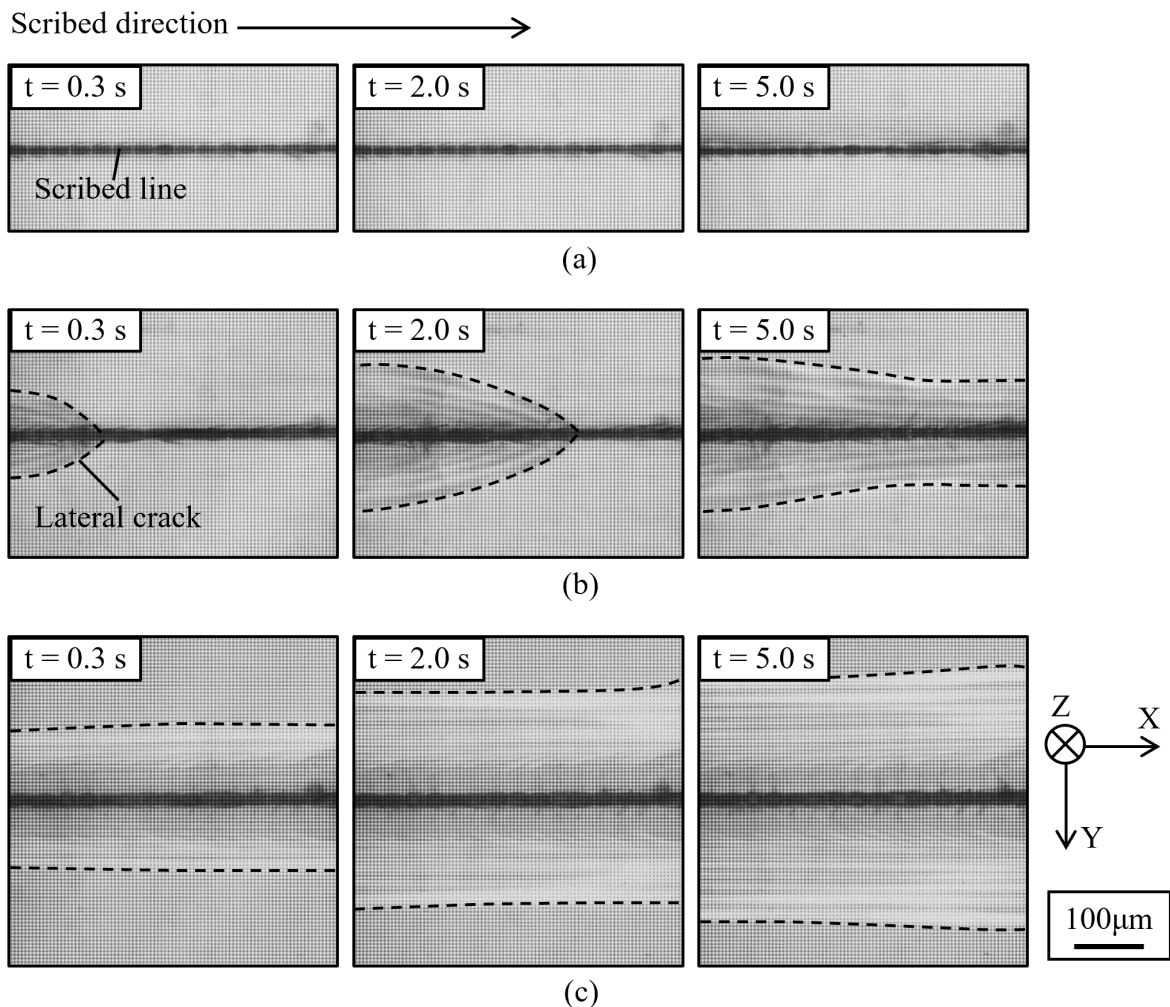 Scribed direction
t = 0.3 s
t = 2.0 s
t = 5.0 s
Scribed line
(a)
t = 0.3 s
t = 2.0 s
t = 5.0 s
Lateral crack
(b)
t = 0.3 s
t = 2.0 s
t = 5.0 s
Z
X
Y
100μm
(c)